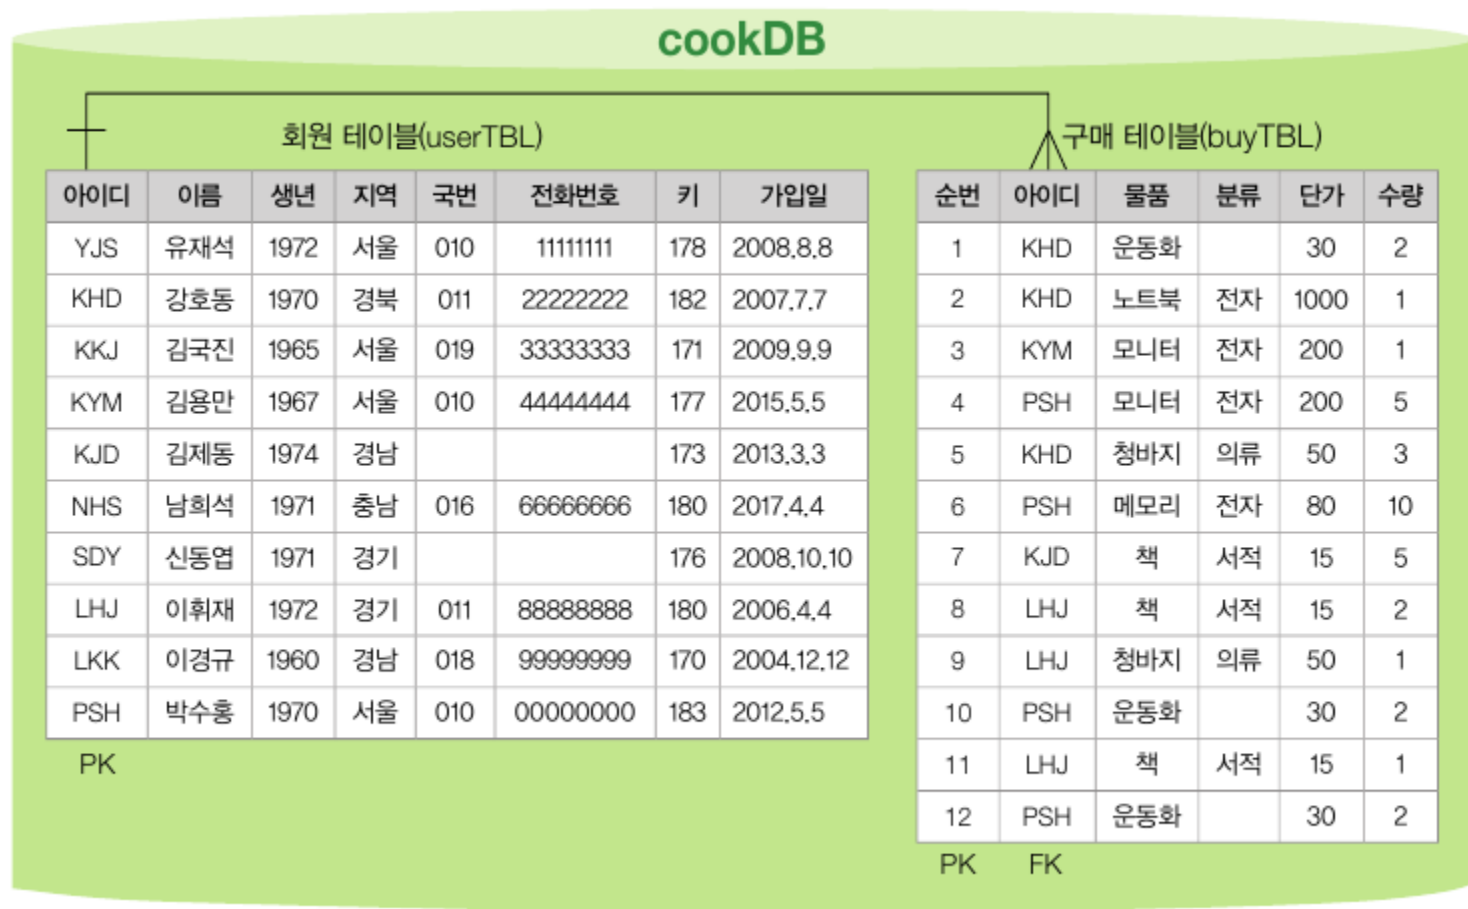 cookDB
회원 테이블(userTBL)
아이디 이름 생년 지역 국번 전화번호 키 가입일
YJS 유재석 1972 서울 010 11111111 178 2008.8.8
KHD 강호동 1970 경북 011 22222222 182 2007.7.7
KKJ 김국진 1965 서울 019 33333333 171 2009.9.9
KYM 김용만 1967 서울 010 44444444 177 2015.5.5
KJD 김제동 1974 경남 173 2013.3.3
NHS 남희석 1971 충남 016 66666666 180 2017.4.4
SDY 신동엽 1971 경기 176 2008.10.10
LHJ 이휘재 1972 경기 011 88888888 180 2006.4.4
LKK 이경규 1960 경남 018 99999999 170 2004.12.12
PSH 박수홍 1970 서울 010 00000000 183 2012.5.5
PK
구매 테이블(buyTBL)
순번 아이디 물품 분류 단가 수량
1 KHD 운동화 30 2
2 KHD 노트북 전자 1000 1
3 KYM 모니터 전자 200 1
4 PSH 모니터 전자 200 5
5 KHD 청바지 의류 50 3
6 PSH 메모리 전자 80 10
7 KJD 책 서적 15 5
8 LHJ 책 서적 15 2
9 LHJ 청바지 의류 50 1
10 PSH 운동화 30 2
11 LHJ 책 서적 15 1
12 PSH 운동화 30 2
PK FK